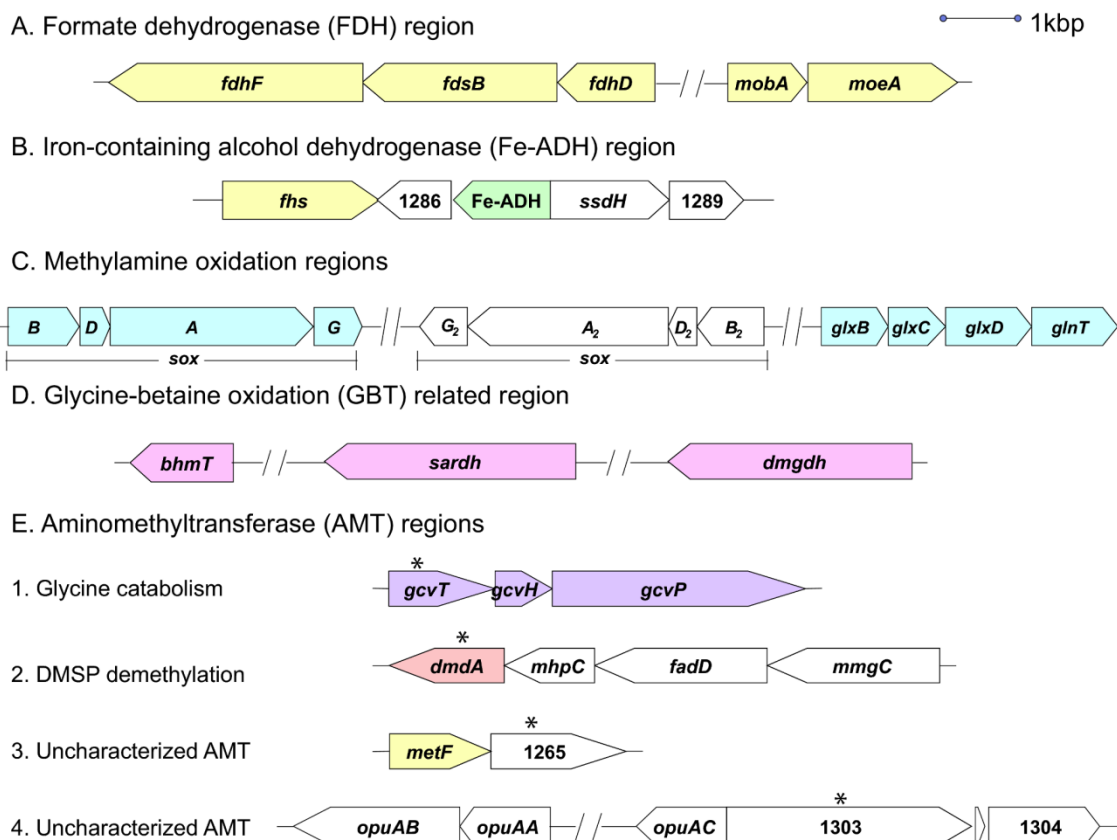 A. Formate dehydrogenase (FDH) region
1kbp
fdhF fdsB fdhD mobA moeA
B. Iron-containing alcohol dehydrogenase (Fe-ADH) region
fhs 1286 Fe-ADH ssdH 1289
C. Methylamine oxidation regions
B D A G G2 A2 D2 B2 glxB glxC glxD glnT
sox sox
D. Glycine-betaine oxidation (GBT) related region
bhmT sardh dmgdh
E. Aminomethyltransferase (AMT) regions
*
1. Glycine catabolism gcvT gcvH gcvP
*
2. DMSP demethylation dmdA mhpC fadD mmgC
*
3. Uncharacterized AMT metF 1265
*
4. Uncharacterized AMT opuAB opuAA opuAC 1303 1304